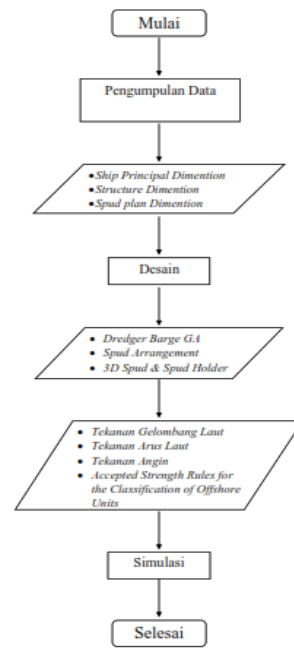 Mulai
Pengumpulan Data
•Ship Principal Dimention
•Structure Dimention
•Spud plan Dimention
Desain
• Dredger Barge GA
• Spud Arrangement
• 3D Spud & Spud Holder
• Tekanan Gelombang Laut
• Tekanan Arus Laut
• Tekanan Angin
• Accepted Strength Rules for
the Classification of Offshore
Units
Simulasi
Selesai